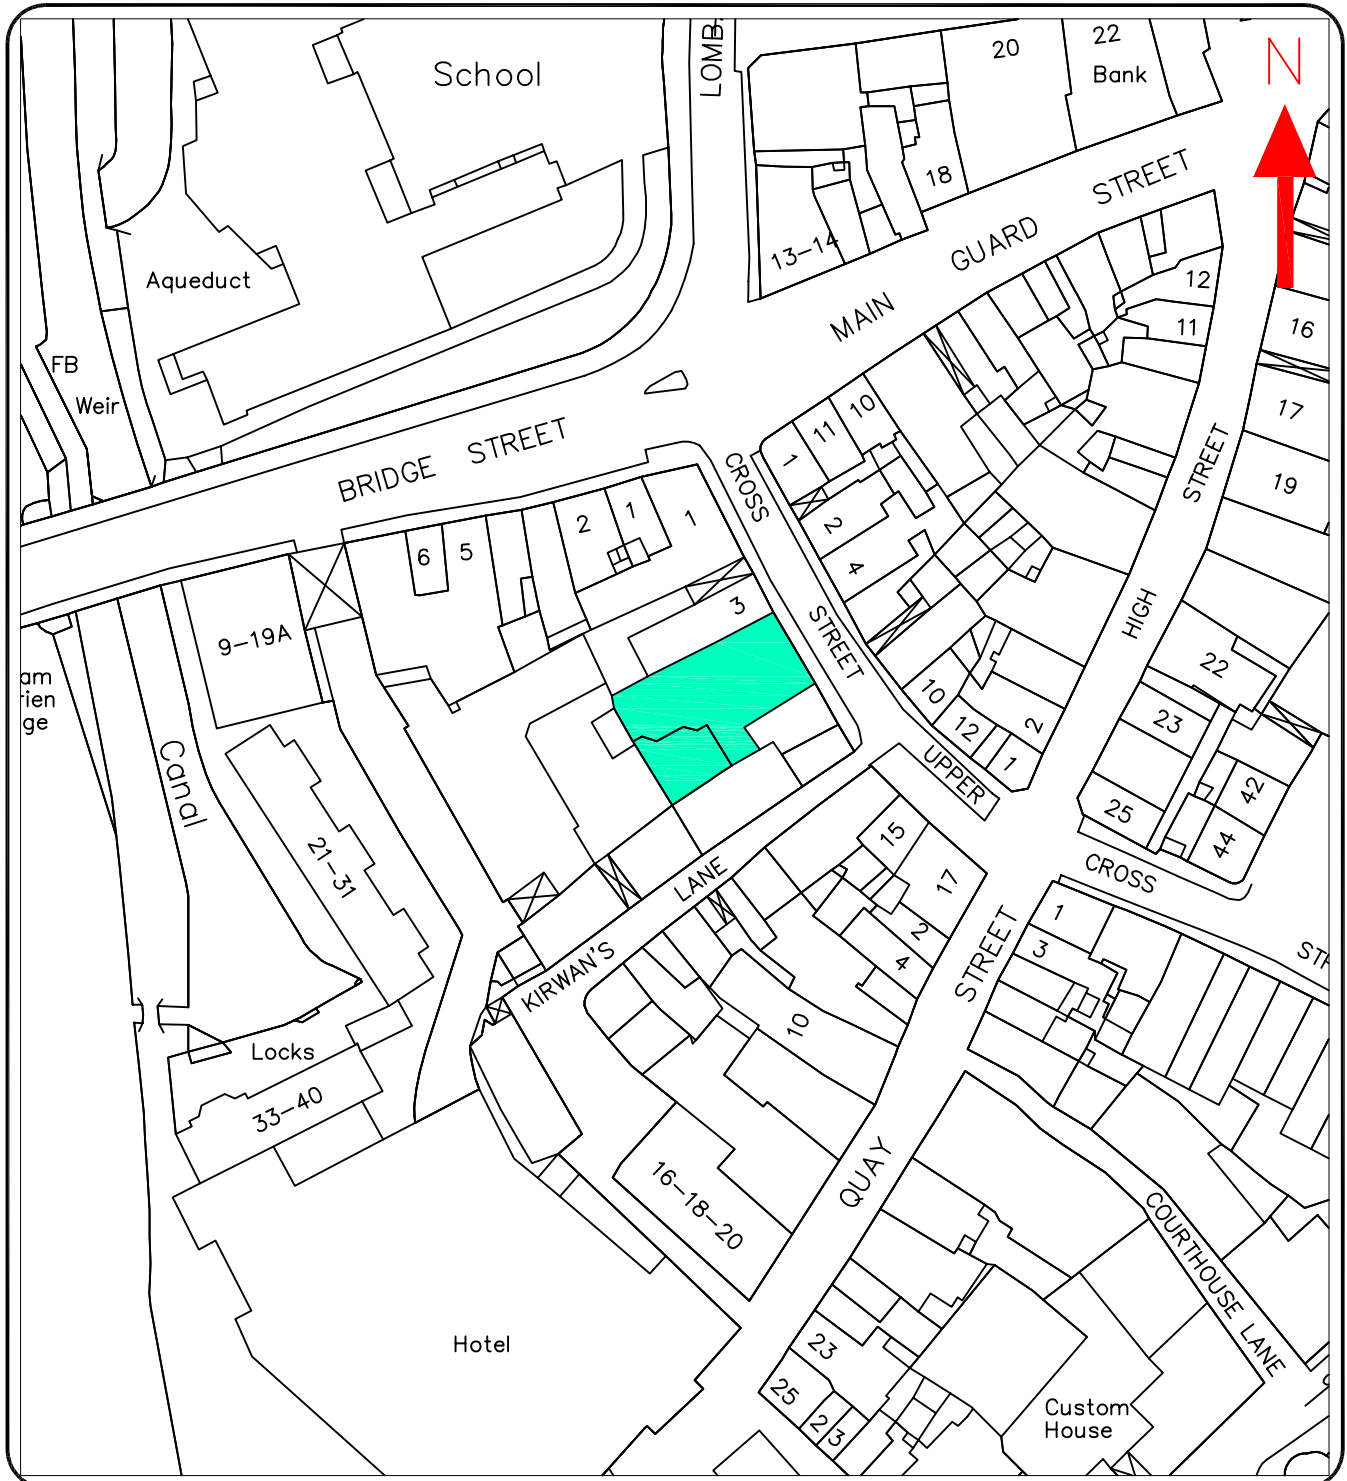 LOMB
20
22
Bank
N
School
STREET
18
GUARD
13-14
Aqueduct
12
MAIN
11
16
FB
Weir
10
17
BRIDGE STREET
11
1
CROSS
STREET
19
2
1
1
2
6
5
4
HIGH
3
STREET
9-19A
22
10
23
12
2
1
UPPER
Canal
42
25
44
15
21-31
LANE
17
CROSS
1
2
3
4
STREET
KIRWAN'S
10
Locks
33-40
QUAY
16-18-20
COURTHOUSE LANE
Hotel
23
25
2
3
Custom
House